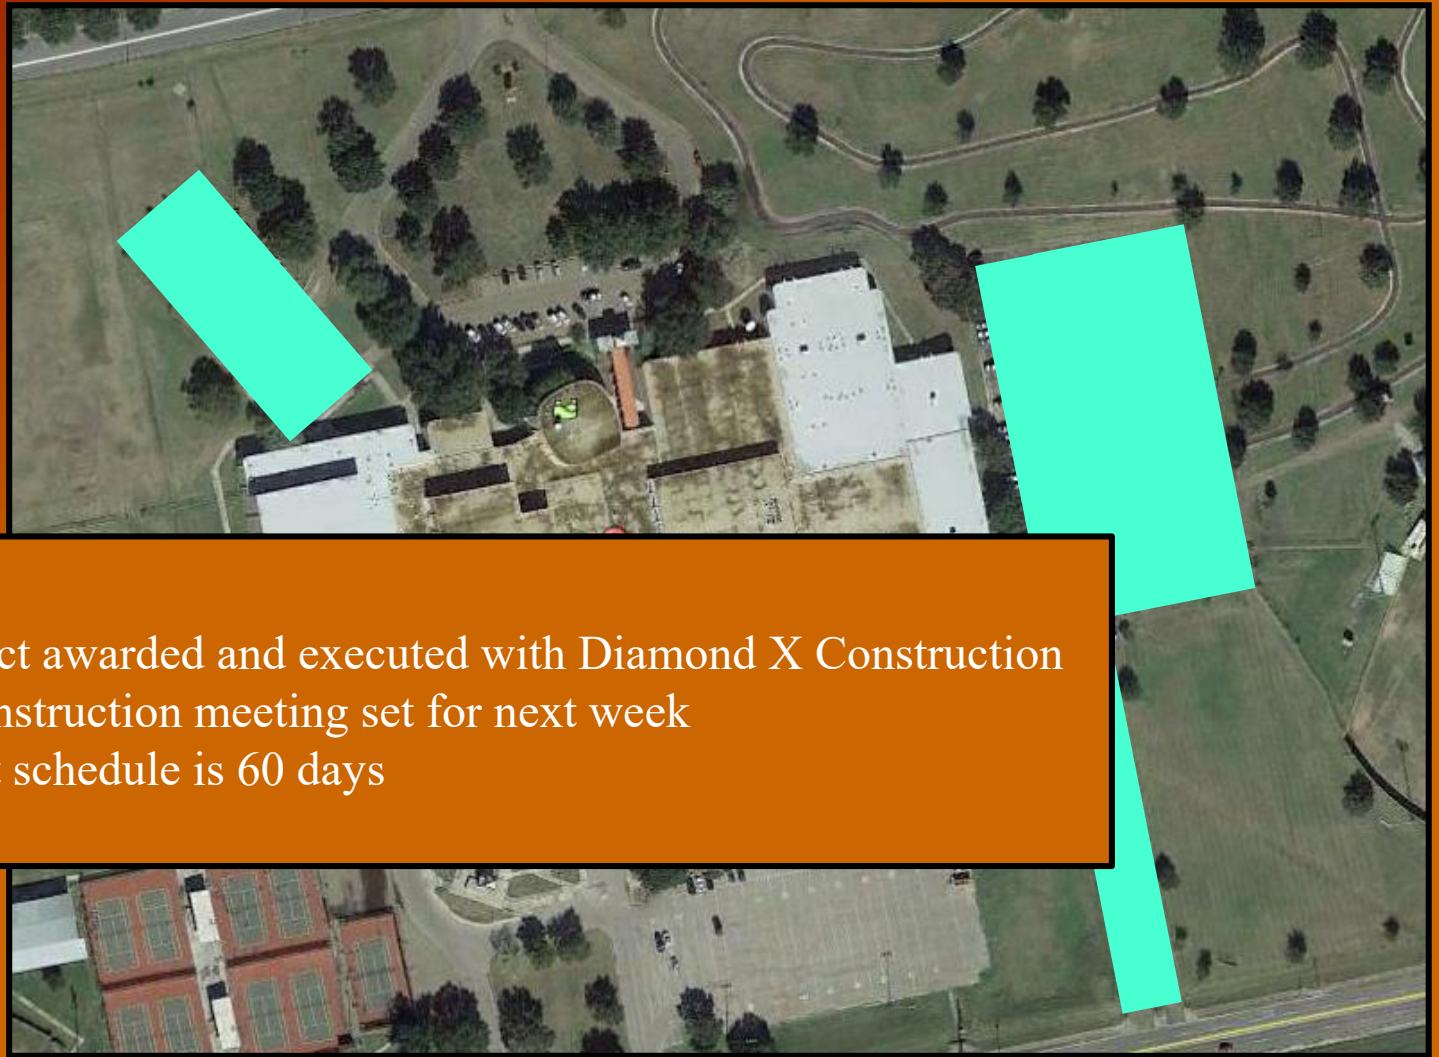 ct awarded and executed with Diamond X Construction
nstruction meeting set for next week
t schedule is 60 days